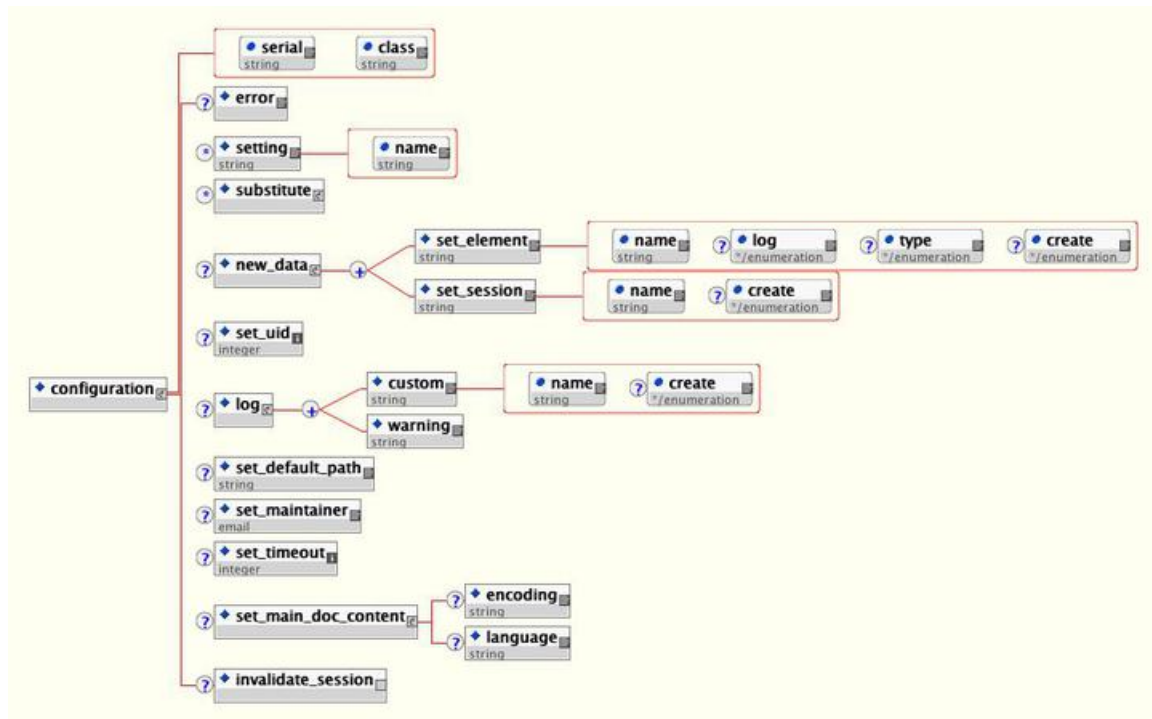 serial class
string string
? error
* setting name
string string
* substitute
set_element name ? log ? type ? create
string string */enumeration */enumeration */enumeration
? new_data +
set_session name ? create
string string */enumeration
? set_uid
integer
configuration
custom name ? create
string string */enumeration
? log +
warning
string
? set_default_path
string
? set_maintainer
email
? set_timeout
integer
? encoding
string
? set_main_doc_content
? language
string
? invalidate_session